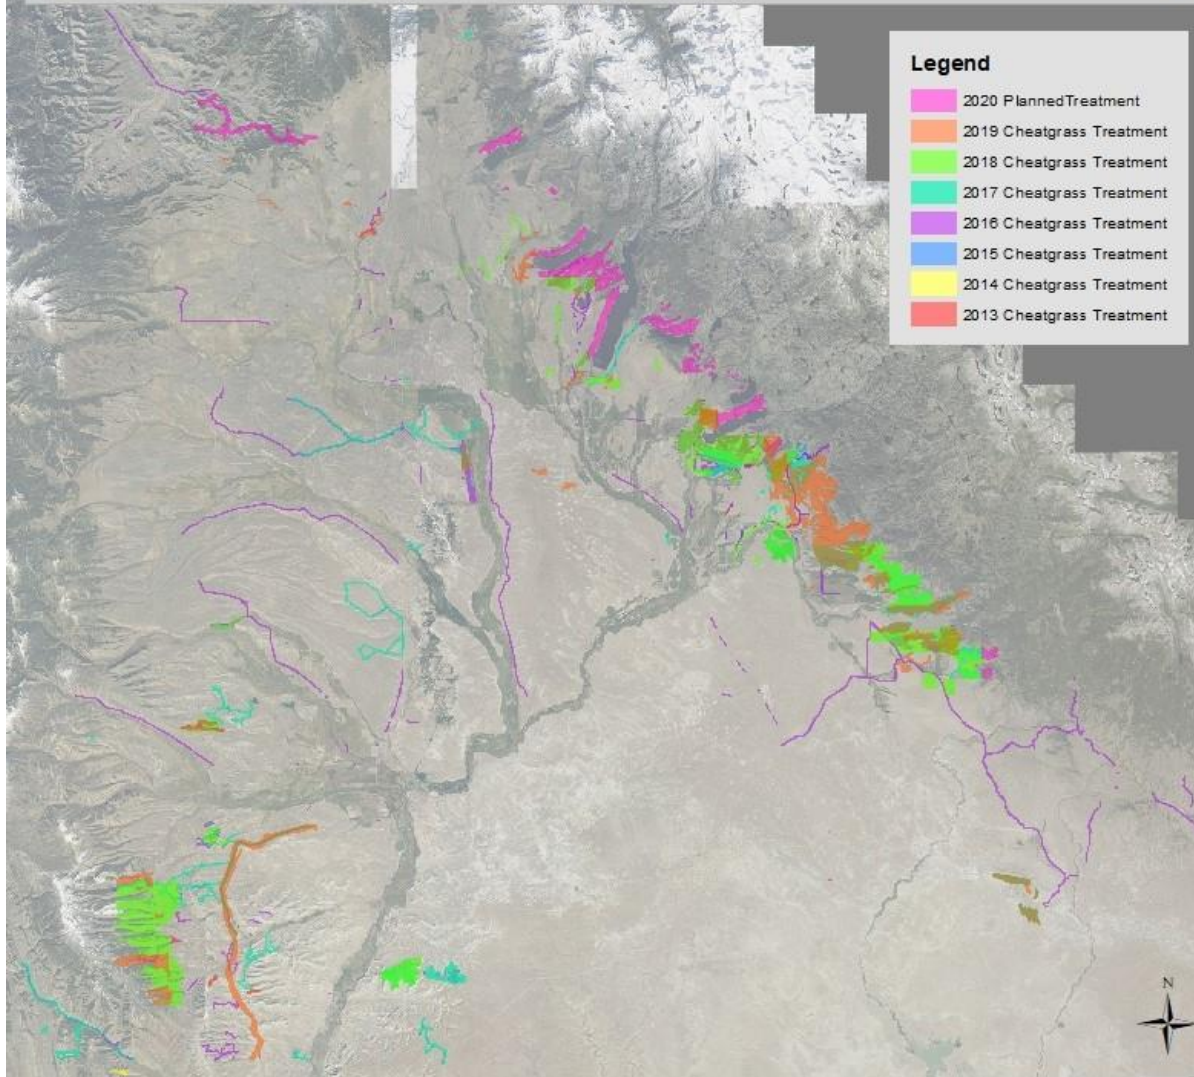 Legend
2020 PlannedTreatment
2019 Cheatgrass Treatment
2018 Cheatgrass Treatment
2017 Cheatgrass Treatment
2016 Cheatgrass Treatment
2015 Cheatgrass Treatment
2014 Cheatgrass Treatment
2013 Cheatgrass Treatment
N